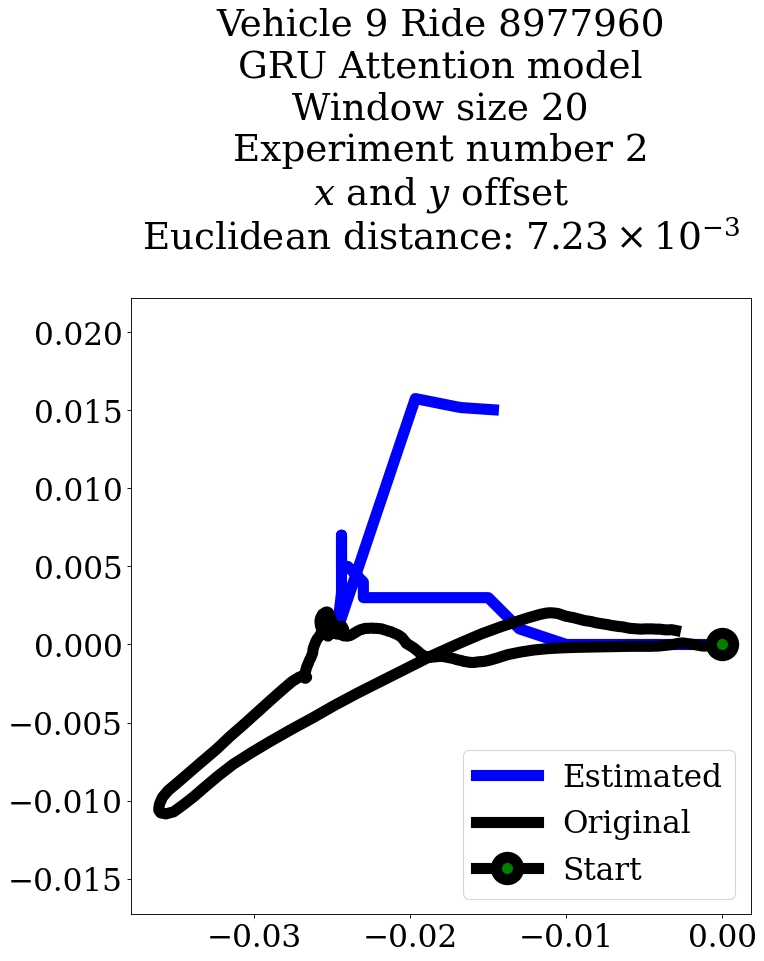 Vehicle 9 Ride 8977960
GRU Attention model
Window size 20
Experiment number 2
x and y offset
Euclidean distance: 7.23 × 10⁻³
0.020
0.015
0.010
0.005
0.000
−0.005
−0.010
−0.015
Estimated
Original
Start
−0.03 −0.02 −0.01 0.00